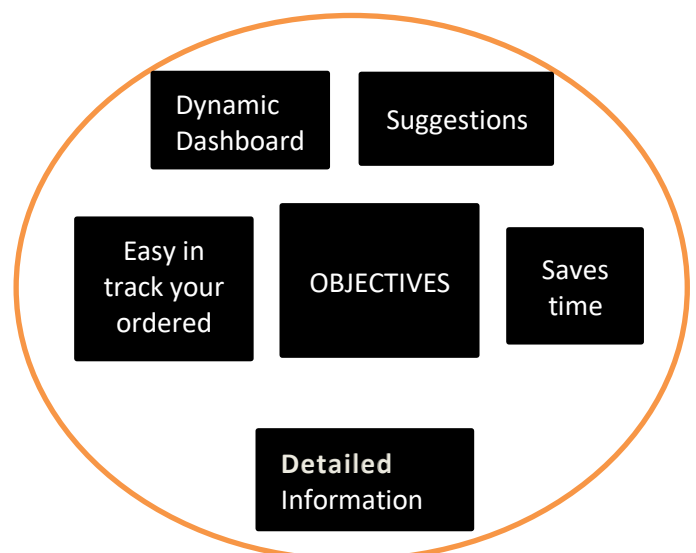 Dynamic
Dashboard
Suggestions
Easy in
track your
ordered
OBJECTIVES
Saves
time
Detailed
Information